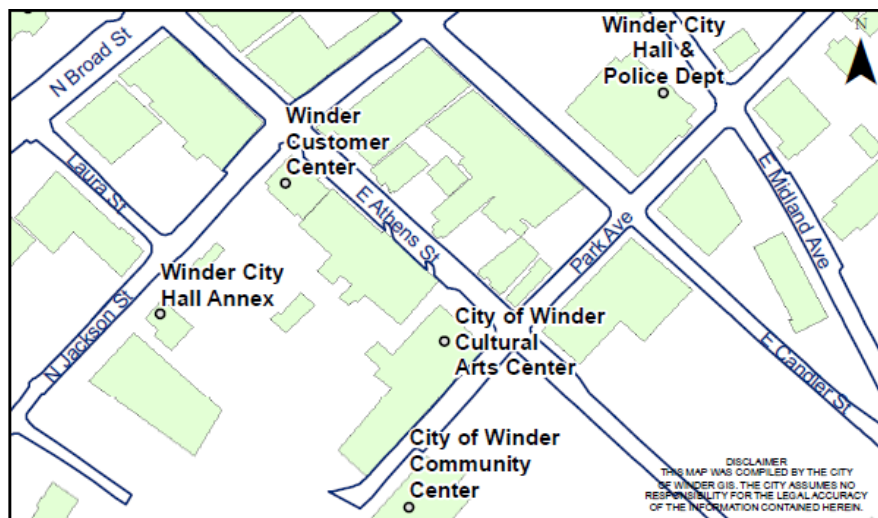 Winder City
Hall &
Police Dept
N
N Broad St
Winder
Customer
Center
Laura St
E Athens St
E Midland Ave
Park Ave
Winder City
Hall Annex
N Jackson St
City of Winder
Cultural
Arts Center
E Candler St
City of Winder
Community
Center
DISCLAIMER
THIS MAP WAS COMPILED BY THE CITY
OF WINDER GIS. THE CITY ASSUMES NO
RESPONSIBILITY FOR THE LEGAL ACCURACY
OF THE INFORMATION CONTAINED HEREIN.